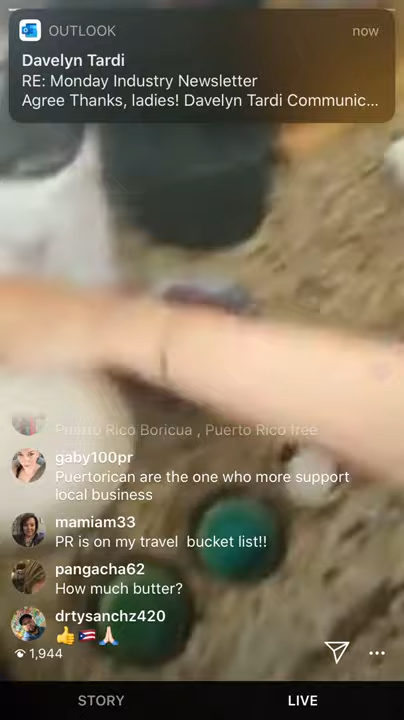 OUTLOOK
now
Davelyn Tardi
RE: Monday Industry Newsletter
Agree Thanks, ladies! Davelyn Tardi Communic...
Puerto Rico Boricua , Puerto Rico free
gaby100pr
Puertorican are the one who more support
local business
mamiam33
PR is on my travel bucket list!!
pangacha62
How much butter?
drtysanchz420
👍🇵🇷🙏🏻
1,944
STORY
LIVE